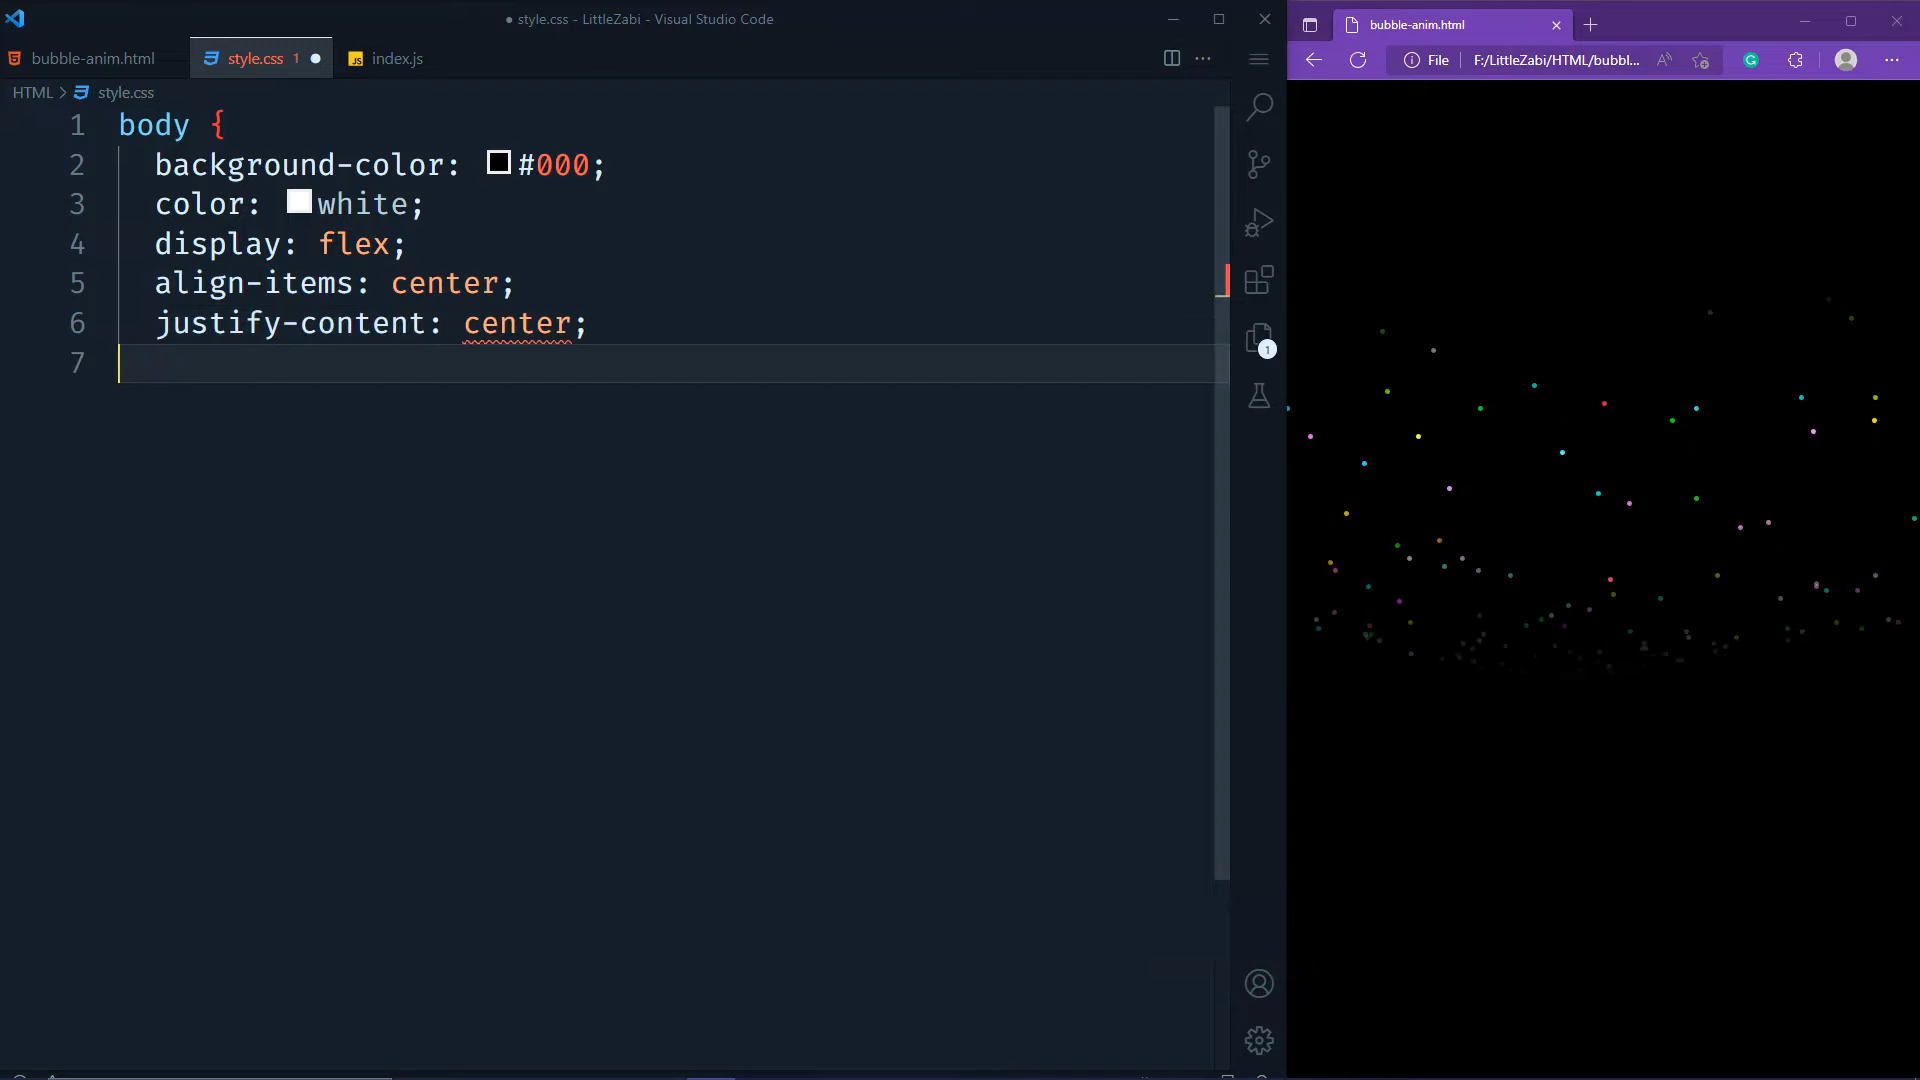 style.css - LittleZabi - Visual Studio Code
bubble-anim.html
style.css 1
index.js
HTML > style.css
1 body {
2 background-color: #000;
3 color: white;
4 display: flex;
5 align-items: center;
6 justify-content: center;
7
1
bubble-anim.html
File
F:/LittleZabi/HTML/bubbl...